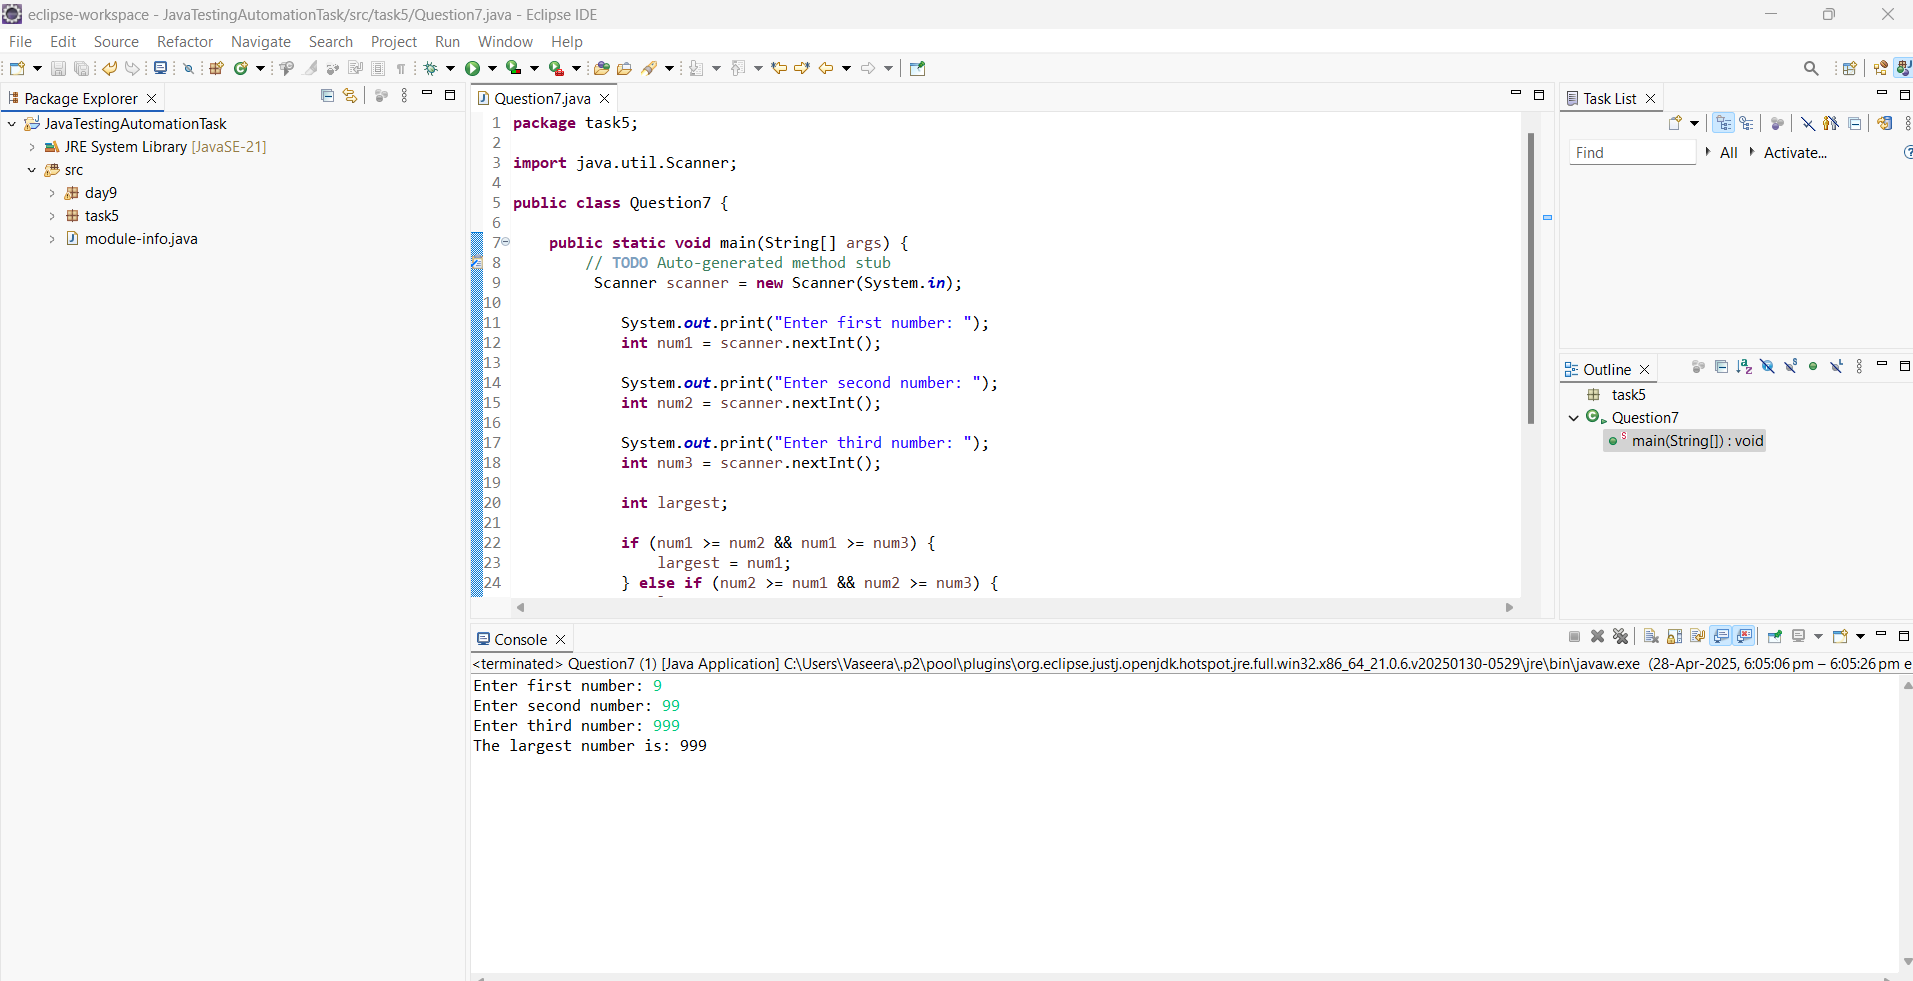 eclipse-workspace - JavaTestingAutomationTask/src/task5/Question7.java - Eclipse IDE
File Edit Source Refactor Navigate Search Project Run Window Help
Package Explorer
JavaTestingAutomationTask
JRE System Library [JavaSE-21]
src
day9
task5
module-info.java
Question7.java
1 package task5;
2
3 import java.util.Scanner;
4
5 public class Question7 {
6
7 public static void main(String[] args) {
8 // TODO Auto-generated method stub
9 Scanner scanner = new Scanner(System.in);
10
11 System.out.print("Enter first number: ");
12 int num1 = scanner.nextInt();
13
14 System.out.print("Enter second number: ");
15 int num2 = scanner.nextInt();
16
17 System.out.print("Enter third number: ");
18 int num3 = scanner.nextInt();
19
20 int largest;
21
22 if (num1 >= num2 && num1 >= num3) {
23 largest = num1;
24 } else if (num2 >= num1 && num2 >= num3) {
Task List
Find All Activate...
Outline
task5
Question7
main(String[]) : void
Console
<terminated> Question7 (1) [Java Application] C:\Users\Vaseera\.p2\pool\plugins\org.eclipse.justj.openjdk.hotspot.jre.full.win32.x86_64_21.0.6.v20250130-0529\jre\bin\javaw.exe (28-Apr-2025, 6:05:06 pm – 6:05:26 pm e
Enter first number: 9
Enter second number: 99
Enter third number: 999
The largest number is: 999